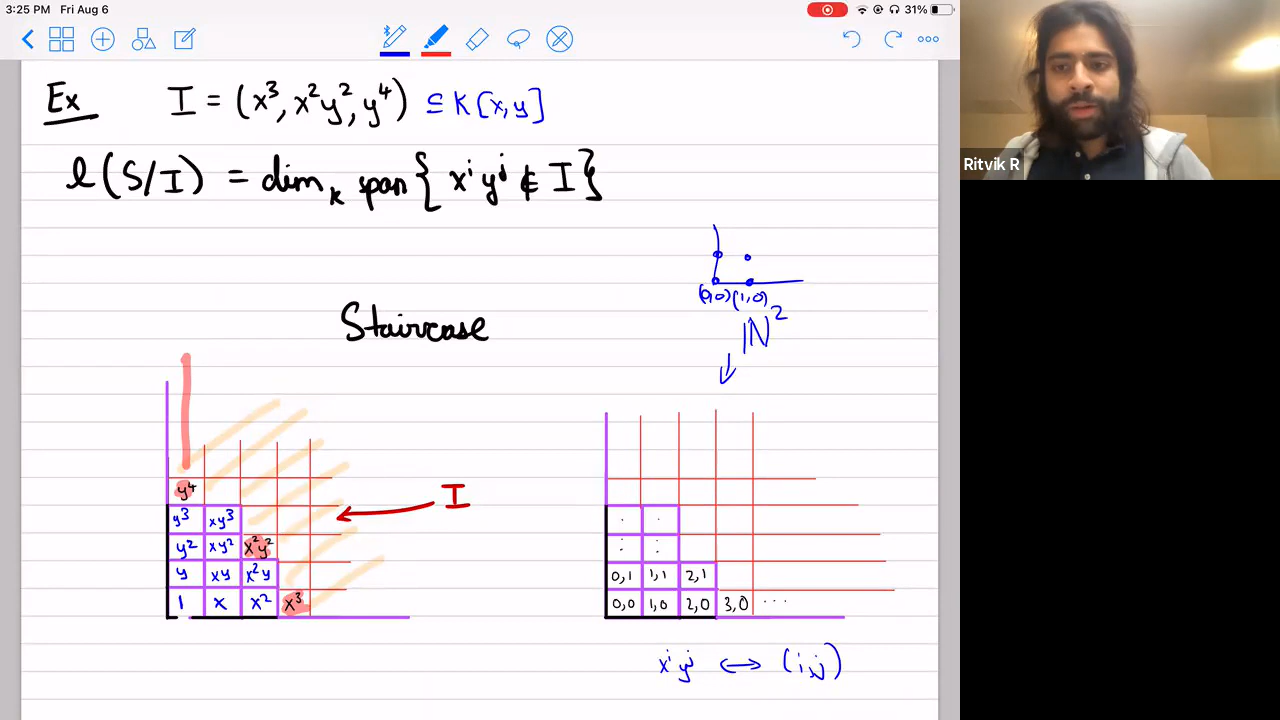 3:25 PM Fri Aug 6
31%
Ex I = (x³, x²y², y⁴) ⊆ K[x,y]
l(S/I) = dim_k span{ xⁱyʲ ∉ I }
Ritvik R
(0,0) (1,0)
Staircase
ℕ²
I
y⁴
y³ xy³
y² xy² x²y²
y xy x²y
1 x x² x³
. .
: :
0,1 1,1 2,1
0,0 1,0 2,0 3,0 ...
xⁱyʲ ↔ (i,j)